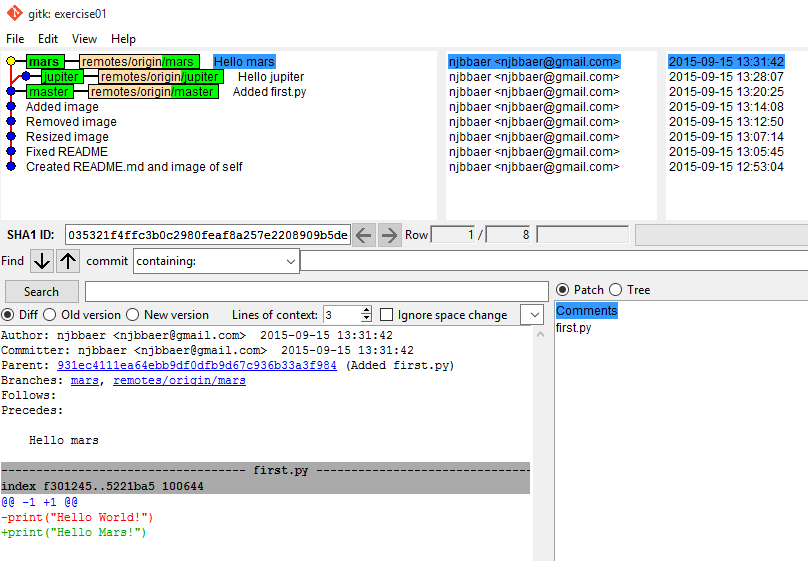 gitk: exercise01
File Edit View Help
mars remotes/origin/mars Hello mars njbbaer <njbbaer@gmail.com> 2015-09-15 13:31:42
jupiter remotes/origin/jupiter Hello jupiter njbbaer <njbbaer@gmail.com> 2015-09-15 13:28:07
master remotes/origin/master Added first.py njbbaer <njbbaer@gmail.com> 2015-09-15 13:20:25
Added image njbbaer <njbbaer@gmail.com> 2015-09-15 13:14:08
Removed image njbbaer <njbbaer@gmail.com> 2015-09-15 13:12:50
Resized image njbbaer <njbbaer@gmail.com> 2015-09-15 13:07:14
Fixed README njbbaer <njbbaer@gmail.com> 2015-09-15 13:05:45
Created README.md and image of self njbbaer <njbbaer@gmail.com> 2015-09-15 12:53:04
SHA1 ID: 035321f4ffc3b0c2980feaf8a257e2208909b5de Row 1 / 8
Find commit containing:
Search
Patch Tree
Diff Old version New version Lines of context: 3 Ignore space change
Comments
first.py
Author: njbbaer <njbbaer@gmail.com> 2015-09-15 13:31:42
Committer: njbbaer <njbbaer@gmail.com> 2015-09-15 13:31:42
Parent: 931ec4111ea64ebb9df0dfb9d67c936b33a3f984 (Added first.py)
Branches: mars, remotes/origin/mars
Follows:
Precedes:
Hello mars
------------------------------- first.py -------------------------------
index f301245..5221ba5 100644
@@ -1 +1 @@
-print("Hello World!")
+print("Hello Mars!")